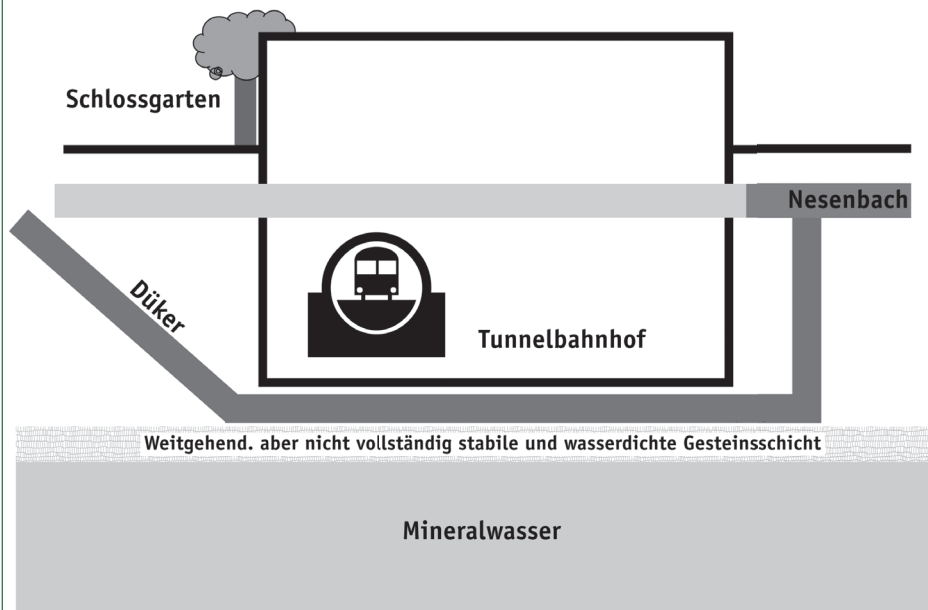 Schlossgarten
Nesenbach
Düker
Tunnelbahnhof
Weitgehend. aber nicht vollständig stabile und wasserdichte Gesteinsschicht
Mineralwasser